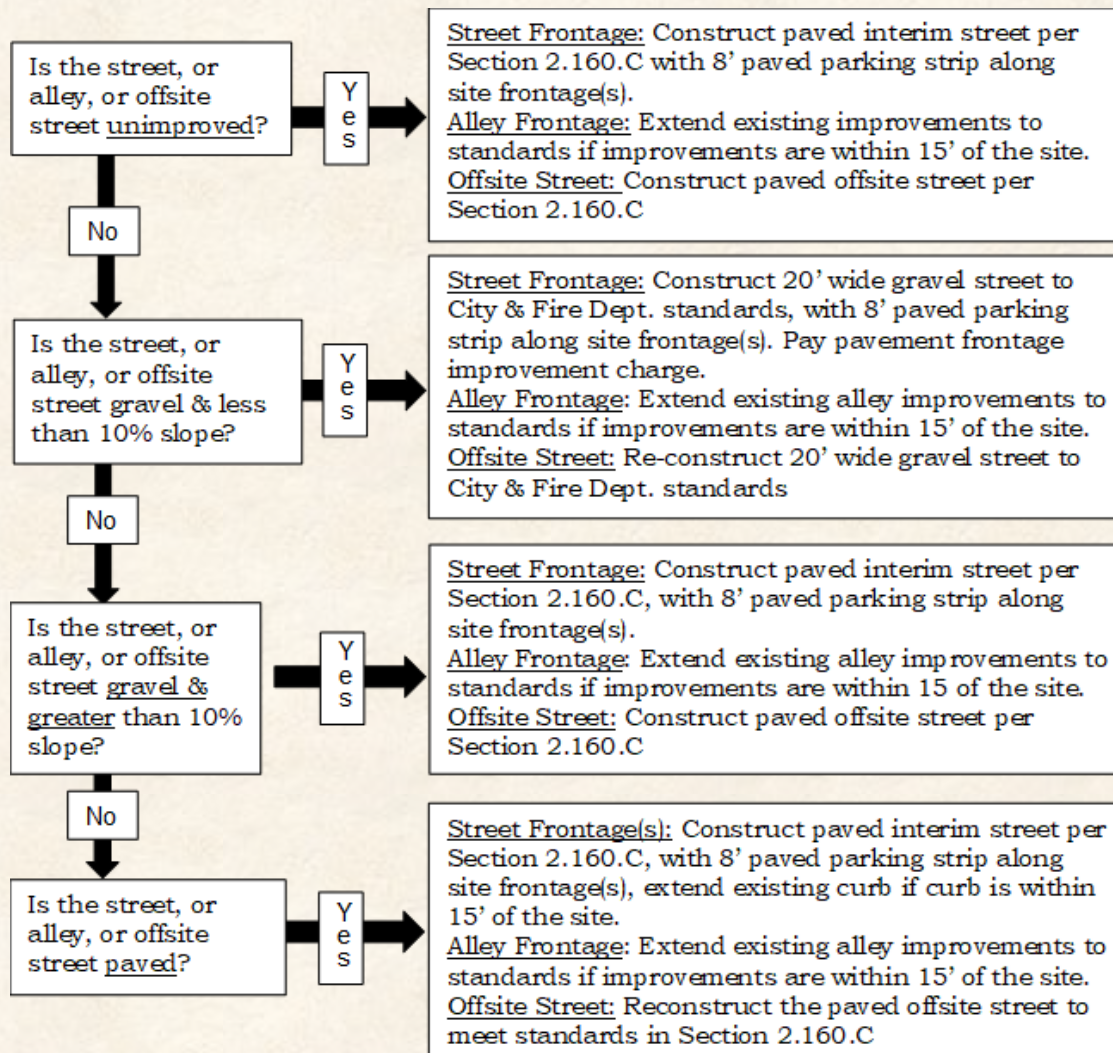 Is the street, or
alley, or offsite
street unimproved?
Yes
Street Frontage: Construct paved interim street per
Section 2.160.C with 8’ paved parking strip along
site frontage(s).
Alley Frontage: Extend existing improvements to
standards if improvements are within 15’ of the site.
Offsite Street: Construct paved offsite street per
Section 2.160.C
No
Is the street, or
alley, or offsite
street gravel & less
than 10% slope?
Yes
Street Frontage: Construct 20’ wide gravel street to
City & Fire Dept. standards, with 8’ paved parking
strip along site frontage(s). Pay pavement frontage
improvement charge.
Alley Frontage: Extend existing alley improvements to
standards if improvements are within 15’ of the site.
Offsite Street: Re-construct 20’ wide gravel street to
City & Fire Dept. standards
No
Is the street, or
alley, or offsite
street gravel &
greater than 10%
slope?
Yes
Street Frontage: Construct paved interim street per
Section 2.160.C, with 8’ paved parking strip along
site frontage(s).
Alley Frontage: Extend existing alley improvements to
standards if improvements are within 15 of the site.
Offsite Street: Construct paved offsite street per
Section 2.160.C
No
Is the street, or
alley, or offsite
street paved?
Yes
Street Frontage(s): Construct paved interim street per
Section 2.160.C, with 8’ paved parking strip along
site frontage(s), extend existing curb if curb is within
15’ of the site.
Alley Frontage: Extend existing alley improvements to
standards if improvements are within 15’ of the site.
Offsite Street: Reconstruct the paved offsite street to
meet standards in Section 2.160.C